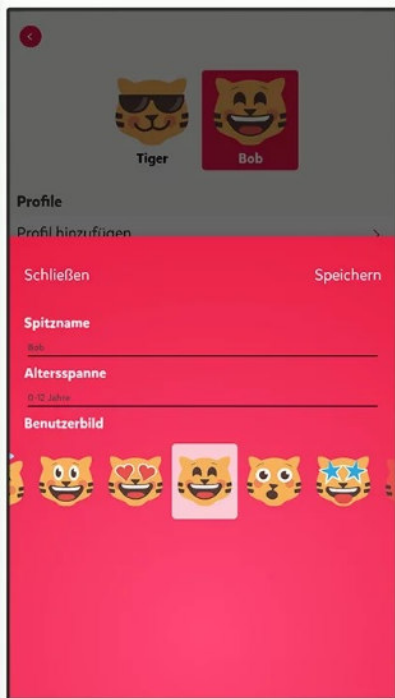 Tiger
Bob
Profile
Profil hinzufügen
Schließen
Speichern
Spitzname
Bob
Altersspanne
0-12 Jahre
Benutzerbild